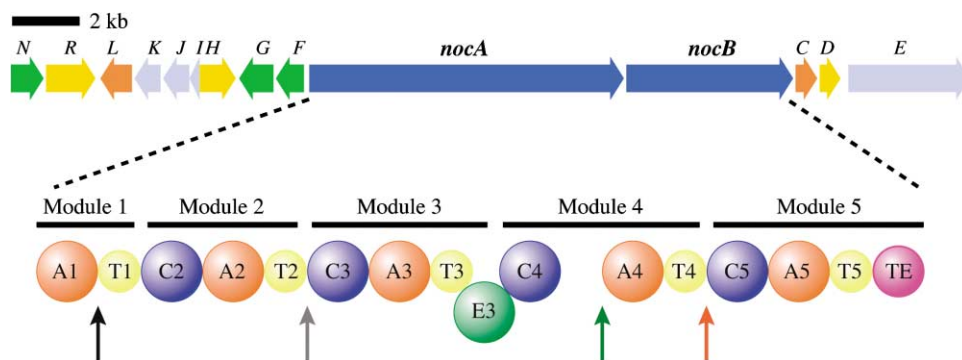 2 kb
N R L K J I H G F nocA nocB C D E
Module 1 Module 2 Module 3 Module 4 Module 5
A1 T1 C2 A2 T2 C3 A3 T3 E3 C4 A4 T4 C5 A5 T5 TE